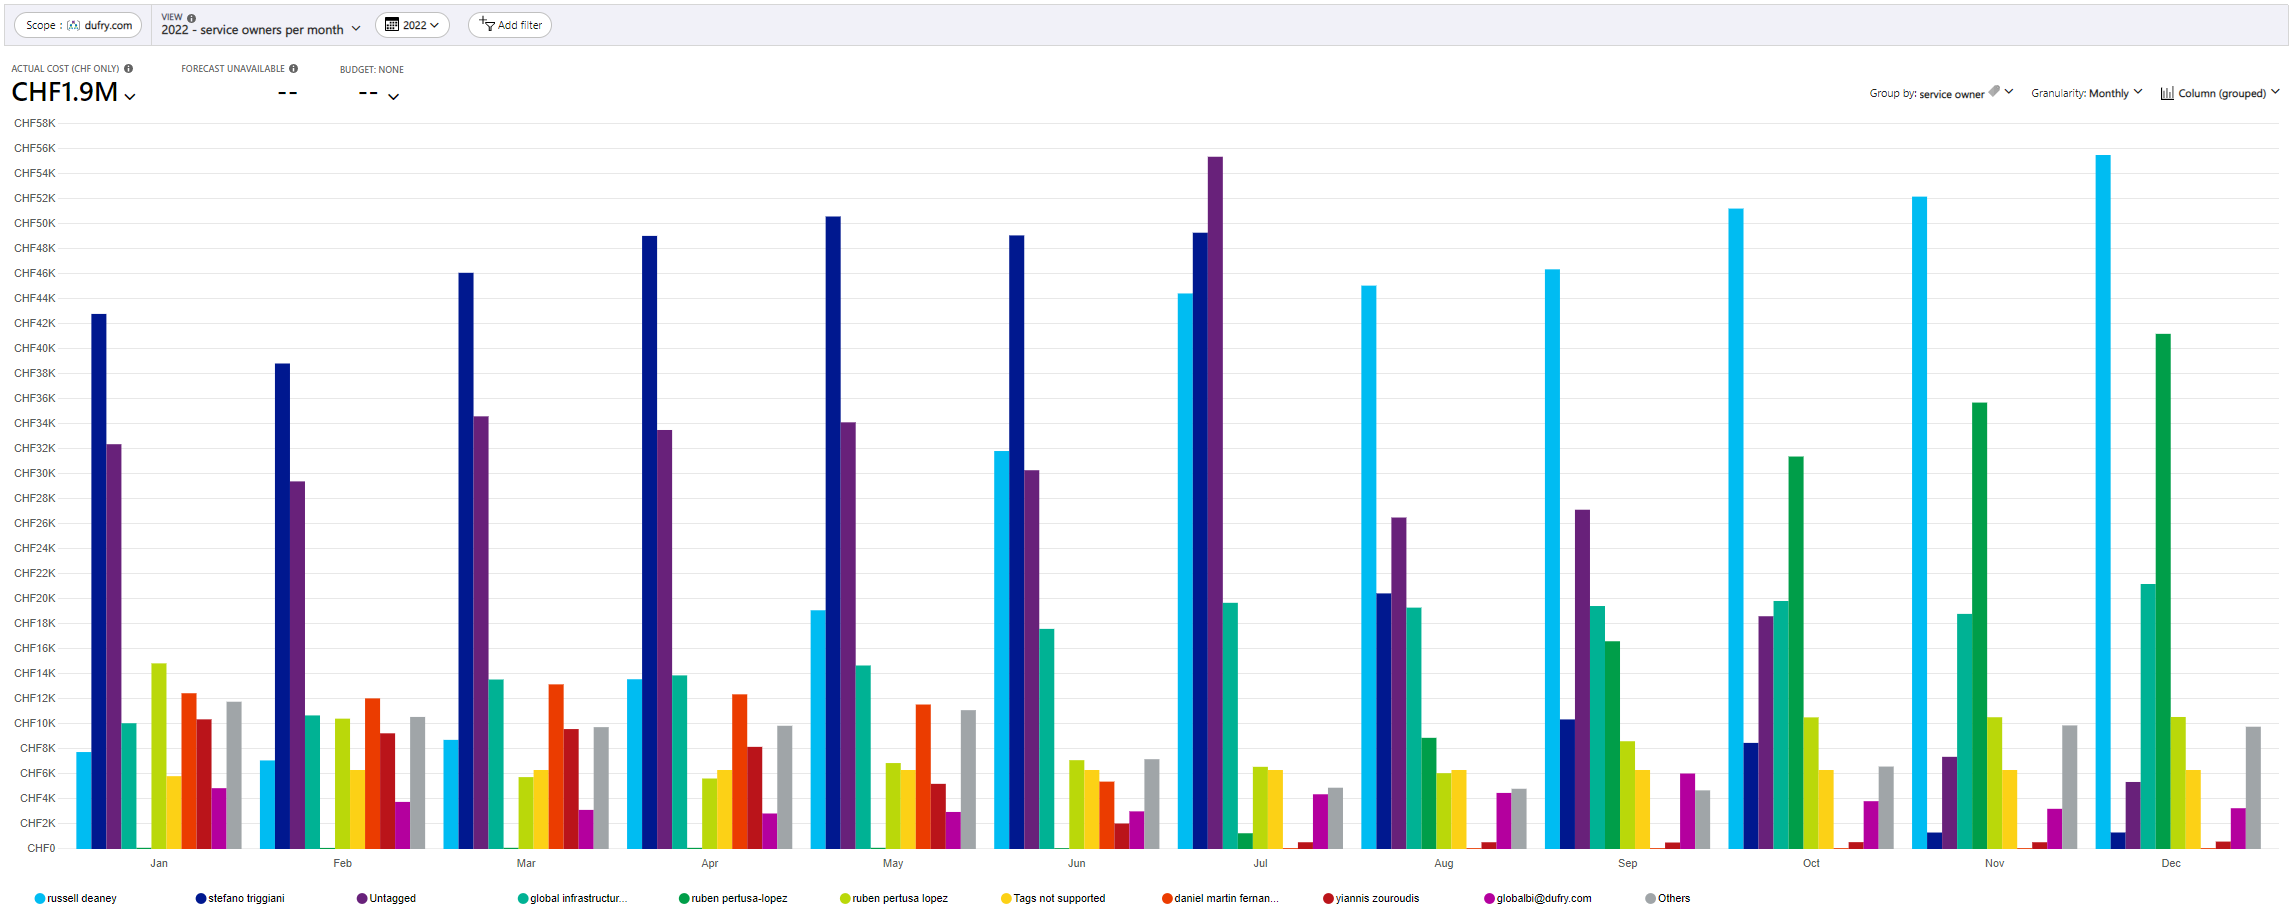 Scope : dufry.com
VIEW
2022 - service owners per month
2022
Add filter
ACTUAL COST (CHF ONLY)
CHF1.9M
FORECAST UNAVAILABLE
--
BUDGET: NONE
--
Group by: service owner
Granularity: Monthly
Column (grouped)
CHF58K
CHF56K
CHF54K
CHF52K
CHF50K
CHF48K
CHF46K
CHF44K
CHF42K
CHF40K
CHF38K
CHF36K
CHF34K
CHF32K
CHF30K
CHF28K
CHF26K
CHF24K
CHF22K
CHF20K
CHF18K
CHF16K
CHF14K
CHF12K
CHF10K
CHF8K
CHF6K
CHF4K
CHF2K
CHF0
Jan Feb Mar Apr May Jun Jul Aug Sep Oct Nov Dec
russell deaney stefano triggiani Untagged global infrastructur... ruben pertusa-lopez ruben pertusa lopez Tags not supported daniel martin fernan... yiannis zouroudis globalbi@dufry.com Others